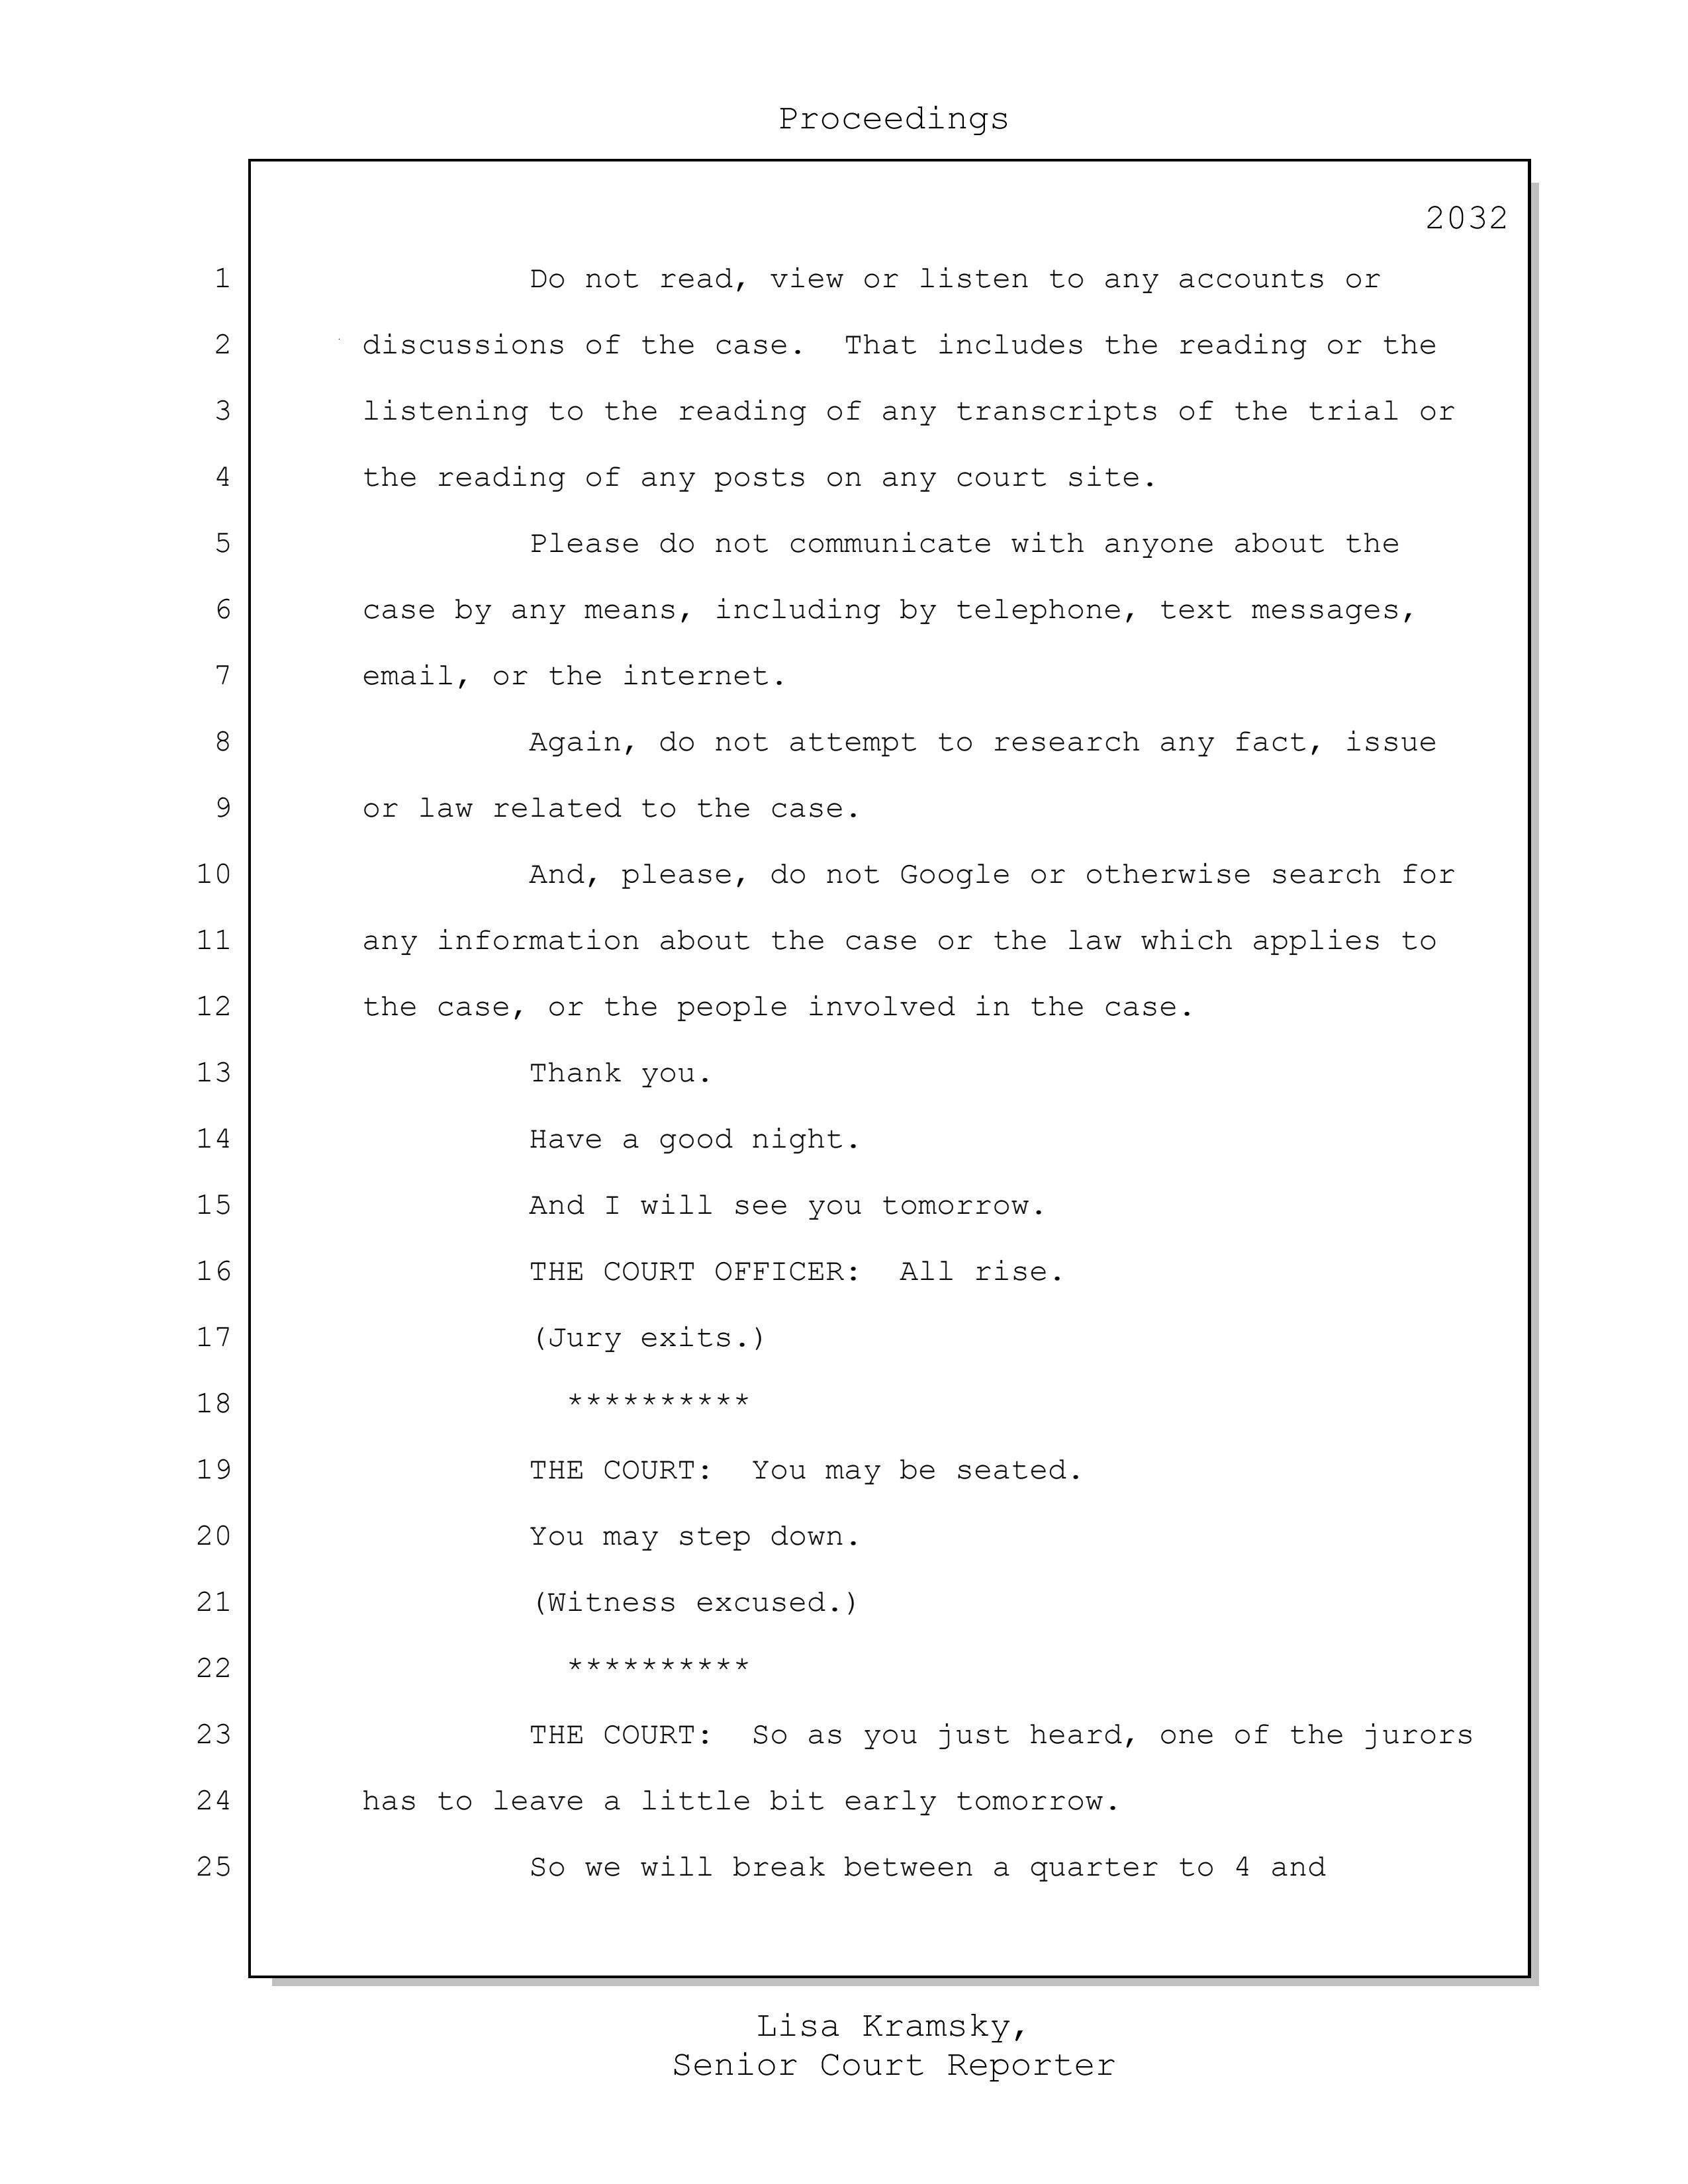 Proceedings
2032
1 Do not read, view or listen to any accounts or
2 discussions of the case.  That includes the reading or the
3 listening to the reading of any transcripts of the trial or
4 the reading of any posts on any court site.
5 Please do not communicate with anyone about the
6 case by any means, including by telephone, text messages,
7 email, or the internet.
8 Again, do not attempt to research any fact, issue
9 or law related to the case.
10 And, please, do not Google or otherwise search for
11 any information about the case or the law which applies to
12 the case, or the people involved in the case.
13 Thank you.
14 Have a good night.
15 And I will see you tomorrow.
16 THE COURT OFFICER:  All rise.
17 (Jury exits.)
18 **********
19 THE COURT:  You may be seated.
20 You may step down.
21 (Witness excused.)
22 **********
23 THE COURT:  So as you just heard, one of the jurors
24 has to leave a little bit early tomorrow.
25 So we will break between a quarter to 4 and
Lisa Kramsky,
Senior Court Reporter